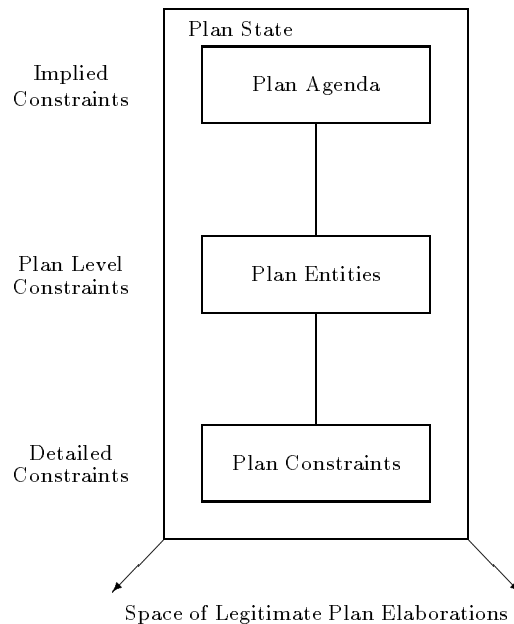 Plan State
Implied
Constraints
Plan Agenda
Plan Level
Constraints
Plan Entities
Detailed
Constraints
Plan Constraints
Space of Legitimate Plan Elaborations